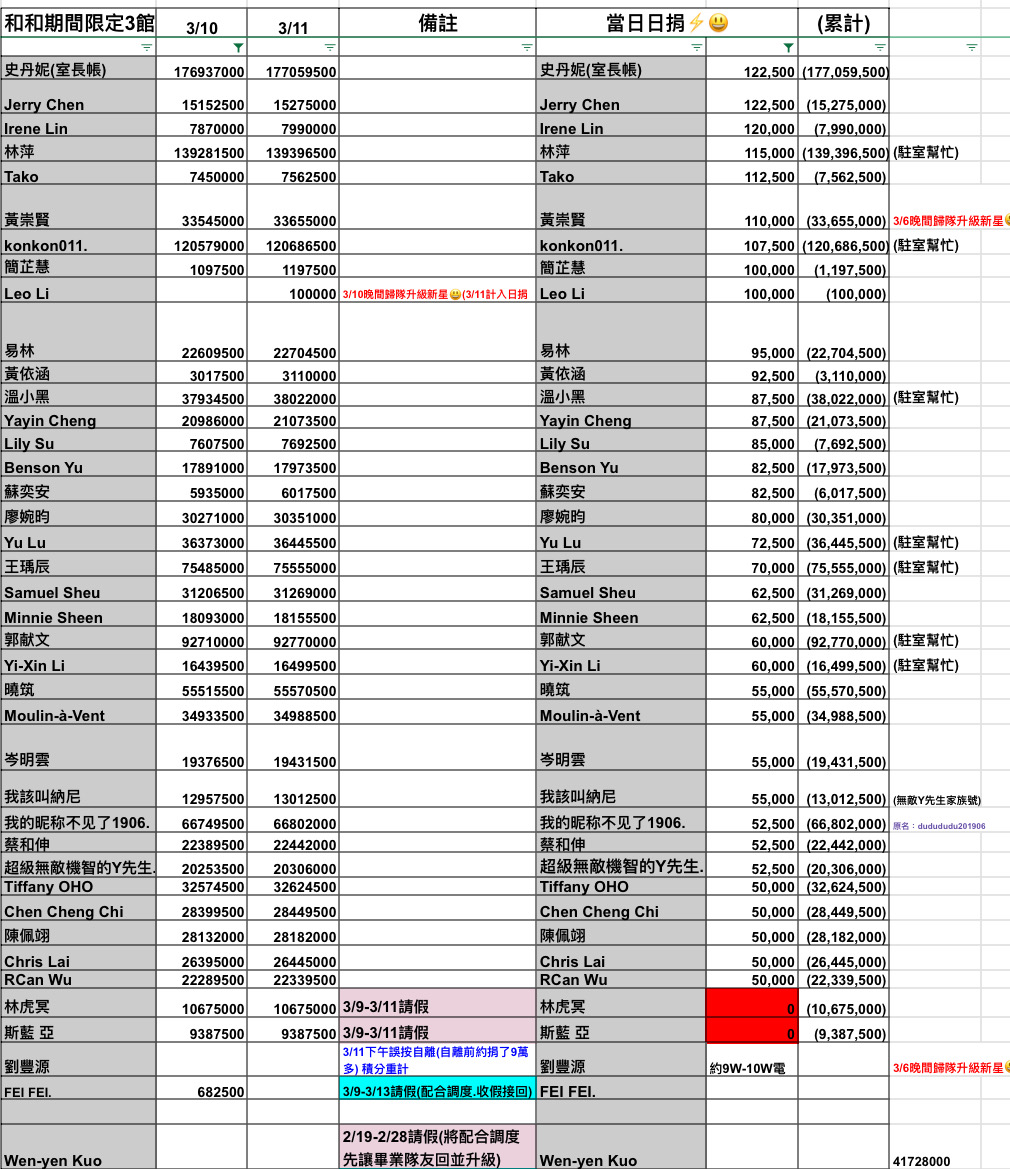 和和期間限定3館 3/10 3/11 備註 當日日捐⚡😃 (累計)
史丹妮(室長帳) 176937000 177059500 史丹妮(室長帳) 122,500 (177,059,500)
Jerry Chen 15152500 15275000 Jerry Chen 122,500 (15,275,000)
Irene Lin 7870000 7990000 Irene Lin 120,000 (7,990,000)
林萍 139281500 139396500 林萍 115,000 (139,396,500) (駐室幫忙)
Tako 7450000 7562500 Tako 112,500 (7,562,500)
黃崇賢 33545000 33655000 黃崇賢 110,000 (33,655,000) 3/6晚間歸隊升級新星
konkon011. 120579000 120686500 konkon011. 107,500 (120,686,500) (駐室幫忙)
簡芷慧 1097500 1197500 簡芷慧 100,000 (1,197,500)
Leo Li 100000 3/10晚間歸隊升級新星😃(3/11計入日捐 Leo Li 100,000 (100,000)
易林 22609500 22704500 易林 95,000 (22,704,500)
黃依涵 3017500 3110000 黃依涵 92,500 (3,110,000)
溫小黑 37934500 38022000 溫小黑 87,500 (38,022,000) (駐室幫忙)
Yayin Cheng 20986000 21073500 Yayin Cheng 87,500 (21,073,500)
Lily Su 7607500 7692500 Lily Su 85,000 (7,692,500)
Benson Yu 17891000 17973500 Benson Yu 82,500 (17,973,500)
蘇奕安 5935000 6017500 蘇奕安 82,500 (6,017,500)
廖婉昀 30271000 30351000 廖婉昀 80,000 (30,351,000)
Yu Lu 36373000 36445500 Yu Lu 72,500 (36,445,500) (駐室幫忙)
王瑀辰 75485000 75555000 王瑀辰 70,000 (75,555,000) (駐室幫忙)
Samuel Sheu 31206500 31269000 Samuel Sheu 62,500 (31,269,000)
Minnie Sheen 18093000 18155500 Minnie Sheen 62,500 (18,155,500)
郭献文 92710000 92770000 郭献文 60,000 (92,770,000) (駐室幫忙)
Yi-Xin Li 16439500 16499500 Yi-Xin Li 60,000 (16,499,500) (駐室幫忙)
曉筑 55515500 55570500 曉筑 55,000 (55,570,500)
Moulin-à-Vent 34933500 34988500 Moulin-à-Vent 55,000 (34,988,500)
岑明雲 19376500 19431500 岑明雲 55,000 (19,431,500)
我該叫納尼 12957500 13012500 我該叫納尼 55,000 (13,012,500) (無敵Y先生家族號)
我的昵称不见了1906. 66749500 66802000 我的昵称不见了1906. 52,500 (66,802,000) 原名：dudududu201906
蔡和伸 22389500 22442000 蔡和伸 52,500 (22,442,000)
超級無敵機智的Y先生. 20253500 20306000 超級無敵機智的Y先生. 52,500 (20,306,000)
Tiffany OHO 32574500 32624500 Tiffany OHO 50,000 (32,624,500)
Chen Cheng Chi 28399500 28449500 Chen Cheng Chi 50,000 (28,449,500)
陳佩翊 28132000 28182000 陳佩翊 50,000 (28,182,000)
Chris Lai 26395000 26445000 Chris Lai 50,000 (26,445,000)
RCan Wu 22289500 22339500 RCan Wu 50,000 (22,339,500)
林虎冥 10675000 10675000 3/9-3/11請假 林虎冥 0 (10,675,000)
斯藍 亞 9387500 9387500 3/9-3/11請假 斯藍 亞 0 (9,387,500)
3/11下午誤按自離(自離前約捐了9萬
劉豐源 多) 積分重計 劉豐源 約9W-10W電 3/6晚間歸隊升級新星
FEI FEI. 682500 3/9-3/13請假(配合調度.收假接回) FEI FEI.
2/19-2/28請假(將配合調度
Wen-yen Kuo 先讓畢業隊友回並升級) Wen-yen Kuo 41728000